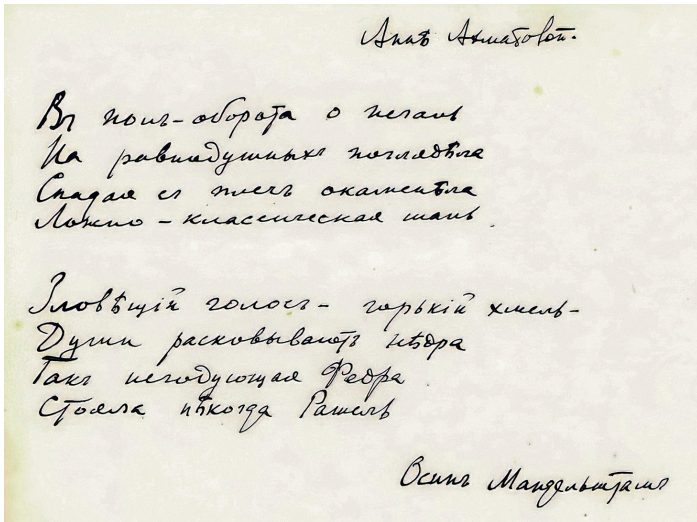 Аннѣ Ахматовой.
Въ полъ-оборота о печаль
На равнодушныхъ поглядѣла
Спадая съ плечъ окаменѣла
Ложно-классическая шаль
Зловѣщій голосъ – горькій хмель –
Души расковываетъ нѣдра
Такъ негодующая Федра
Стояла нѣкогда Рашель
Осипъ Мандельштамъ